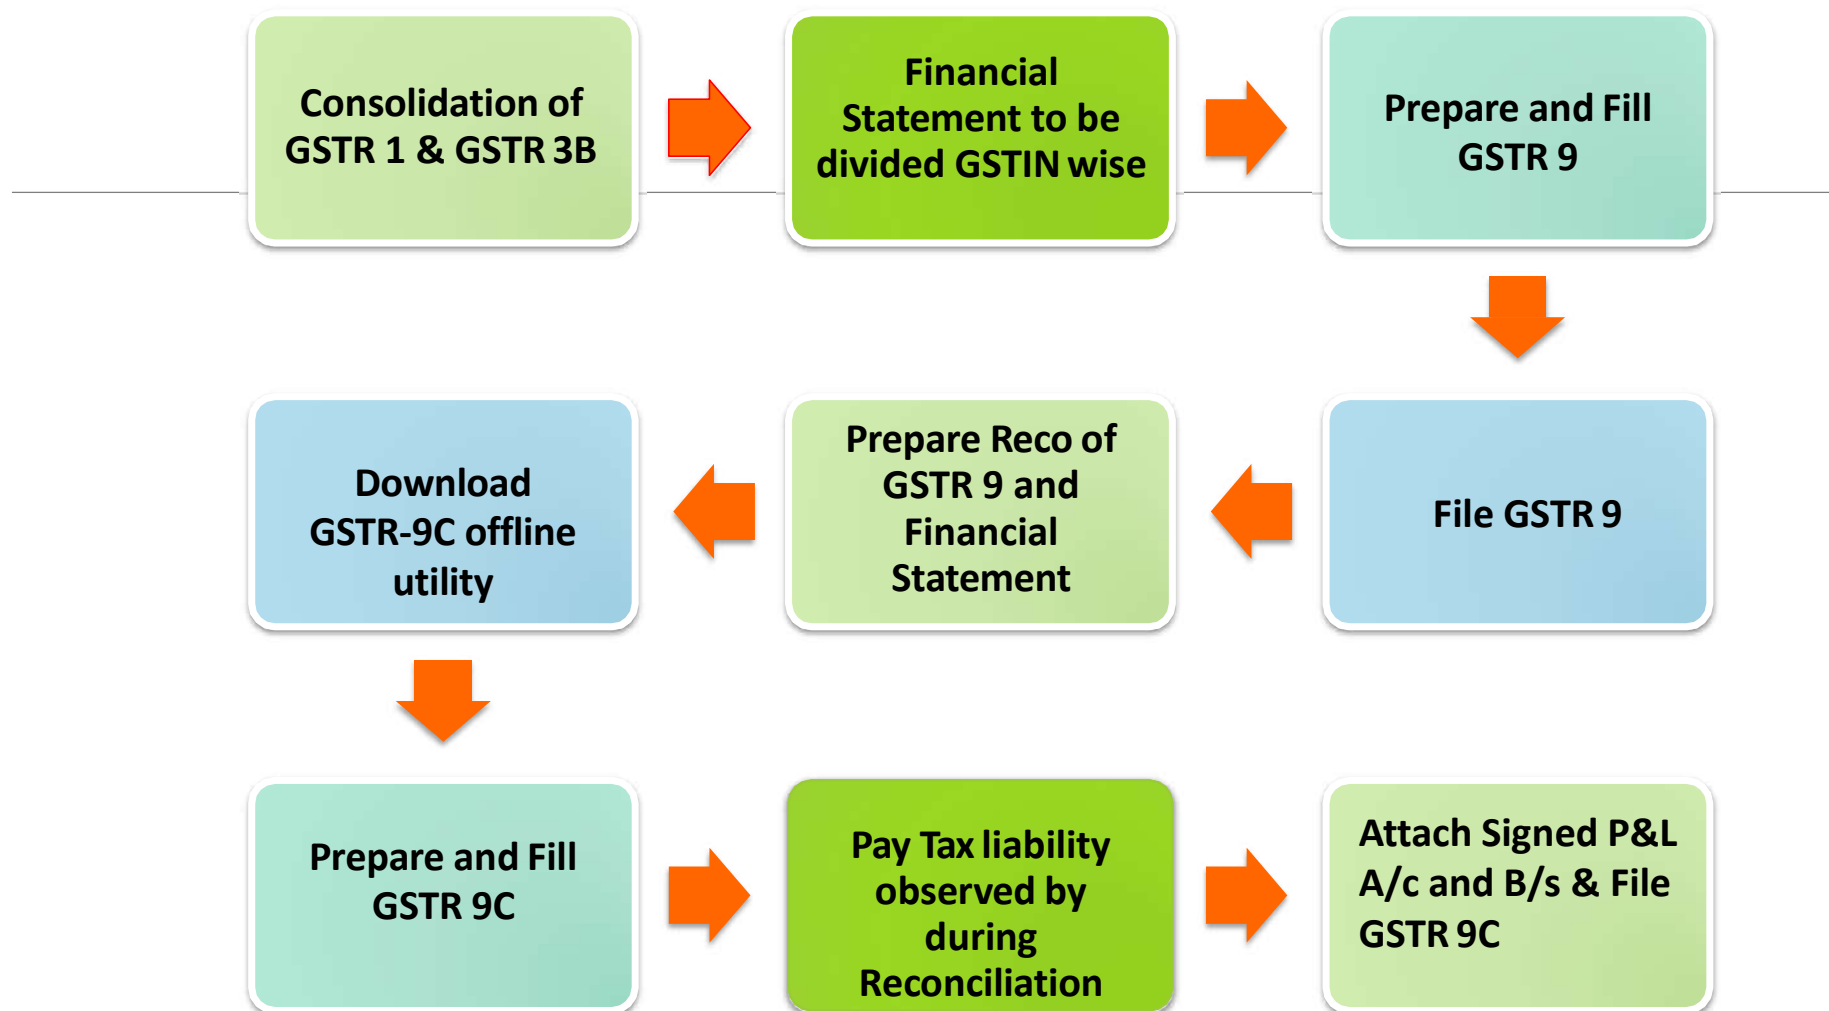 Consolidation of
GSTR 1 & GSTR 3B
Financial
Statement to be
divided GSTIN wise
Prepare and Fill
GSTR 9
File GSTR 9
Prepare Reco of
GSTR 9 and
Financial
Statement
Download
GSTR-9C offline
utility
Prepare and Fill
GSTR 9C
Pay Tax liability
observed by
during
Reconciliation
Attach Signed P&L
A/c and B/s & File
GSTR 9C